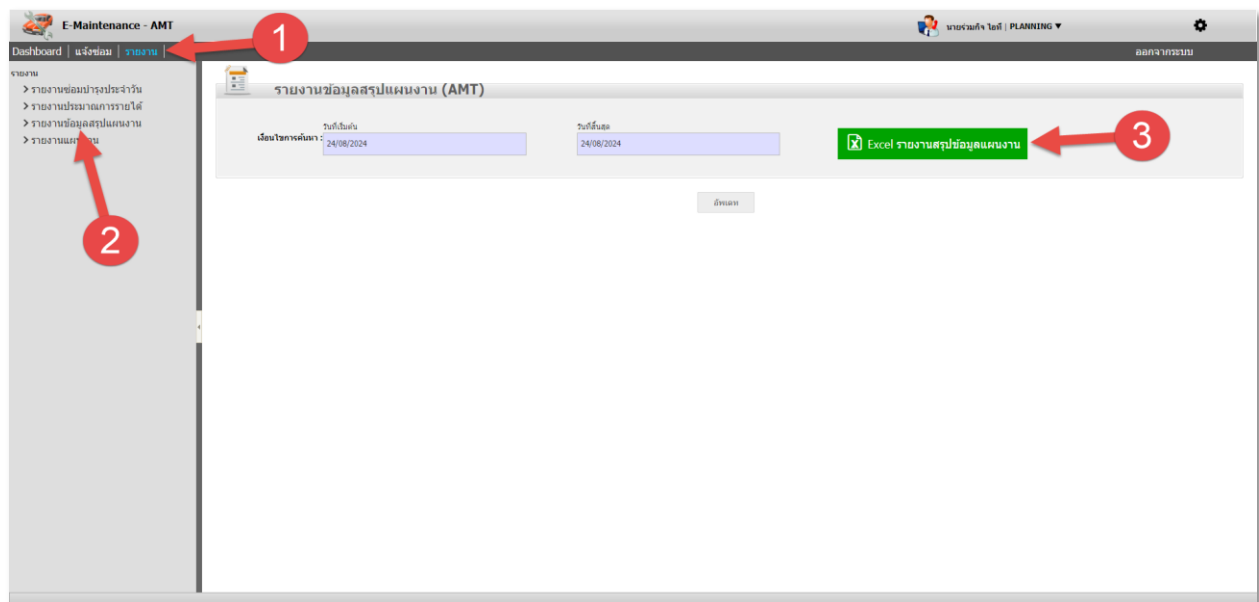 E-Maintenance - AMT
นายร่วมกิจ ไอที | PLANNING ▼
1
Dashboard | แจ้งซ่อม | รายงาน |
ออกจากระบบ
รายงาน
> รายงานซ่อมบำรุงประจำวัน
> รายงานประมาณการรายได้
> รายงานข้อมูลสรุปแผนงาน
> รายงานแผนงาน
รายงานข้อมูลสรุปแผนงาน (AMT)
วันที่เริ่มต้น
วันที่สิ้นสุด
เงื่อนไขการค้นหา :
24/08/2024
24/08/2024
Excel รายงานสรุปข้อมูลแผนงาน
3
อัพเดท
2